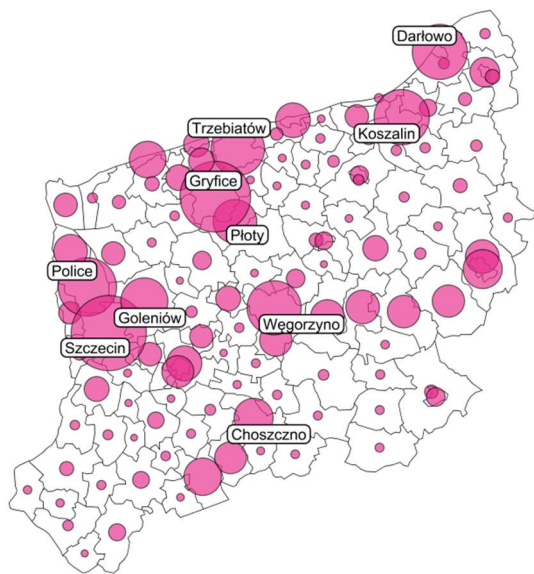 Darłowo
Trzebiatów
Koszalin
Gryfice
Płoty
Police
Goleniów
Węgorzyno
Szczecin
Choszczno